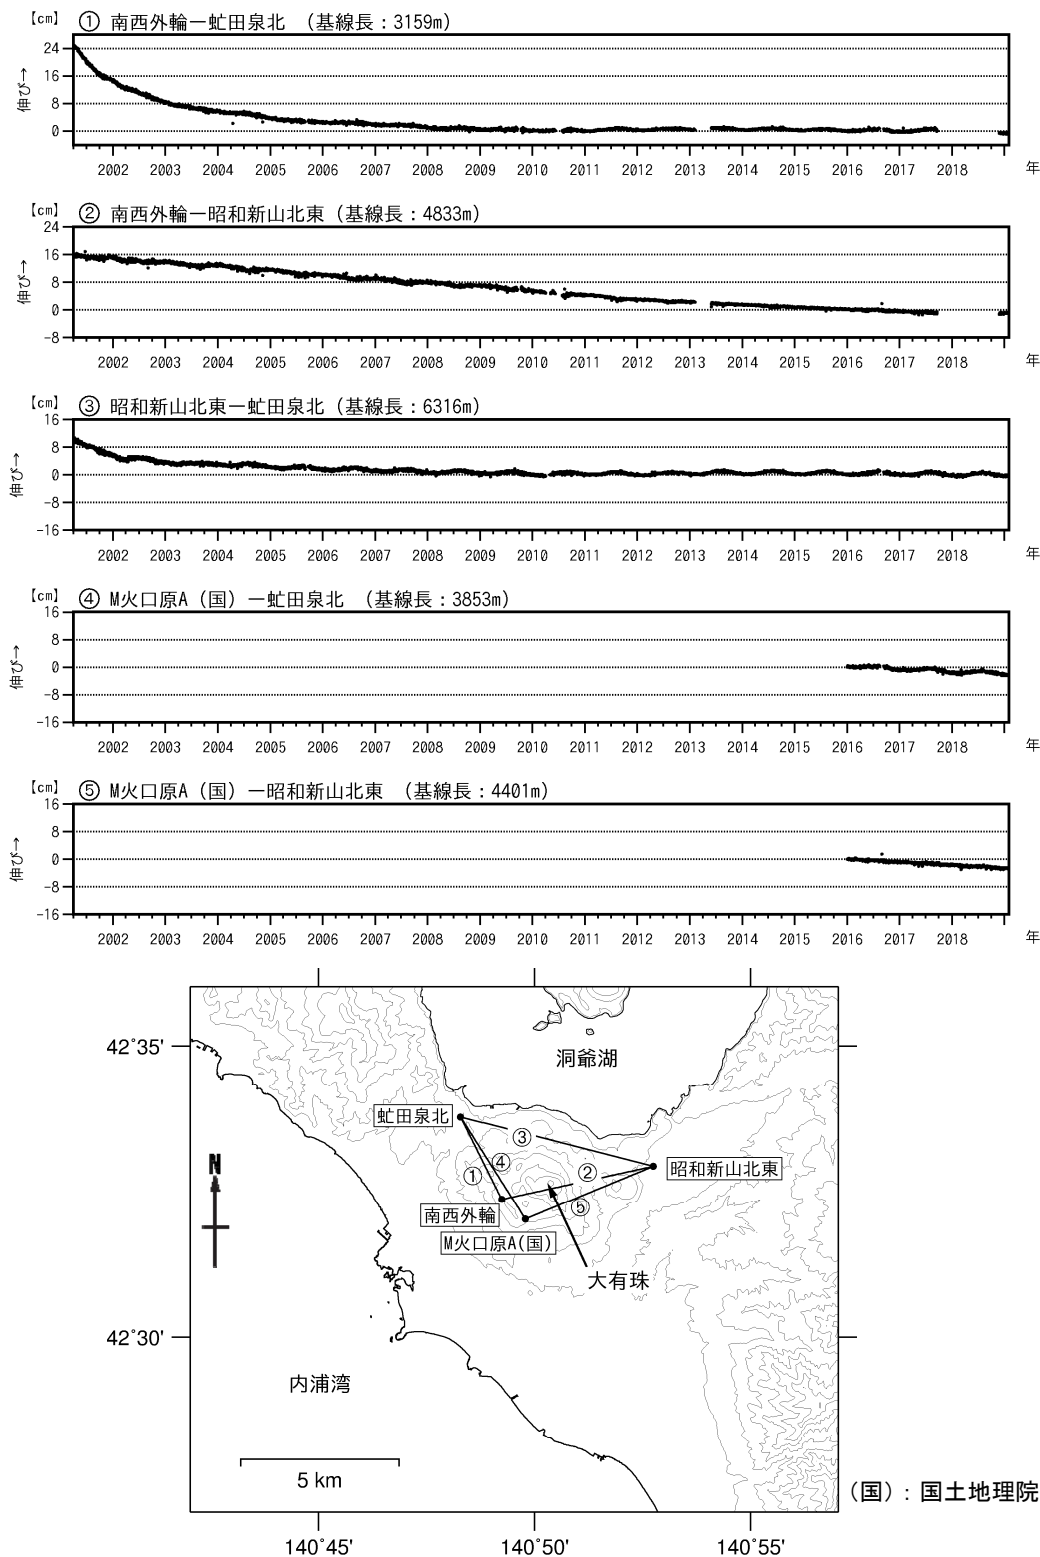 [cm] ① 南西外輪ー虻田泉北 （基線長：3159m）
24
16
8
0
伸び→
2002 2003 2004 2005 2006 2007 2008 2009 2010 2011 2012 2013 2014 2015 2016 2017 2018 年
[cm] ② 南西外輪ー昭和新山北東（基線長：4833m）
24
16
8
0
-8
伸び→
2002 2003 2004 2005 2006 2007 2008 2009 2010 2011 2012 2013 2014 2015 2016 2017 2018 年
[cm] ③ 昭和新山北東ー虻田泉北（基線長：6316m）
16
8
0
-8
-16
伸び→
2002 2003 2004 2005 2006 2007 2008 2009 2010 2011 2012 2013 2014 2015 2016 2017 2018 年
[cm] ④ M火口原A（国）ー虻田泉北 （基線長：3853m）
16
8
0
-8
-16
伸び→
2002 2003 2004 2005 2006 2007 2008 2009 2010 2011 2012 2013 2014 2015 2016 2017 2018 年
[cm] ⑤ M火口原A（国）ー昭和新山北東 （基線長：4401m）
16
8
0
-8
-16
伸び→
2002 2003 2004 2005 2006 2007 2008 2009 2010 2011 2012 2013 2014 2015 2016 2017 2018 年
42°35'
洞爺湖
虻田泉北
③
④
①
②
昭和新山北東
N
南西外輪
⑤
M火口原A(国)
大有珠
42°30'
内浦湾
5 km
（国）：国土地理院
140°45' 140°50' 140°55'